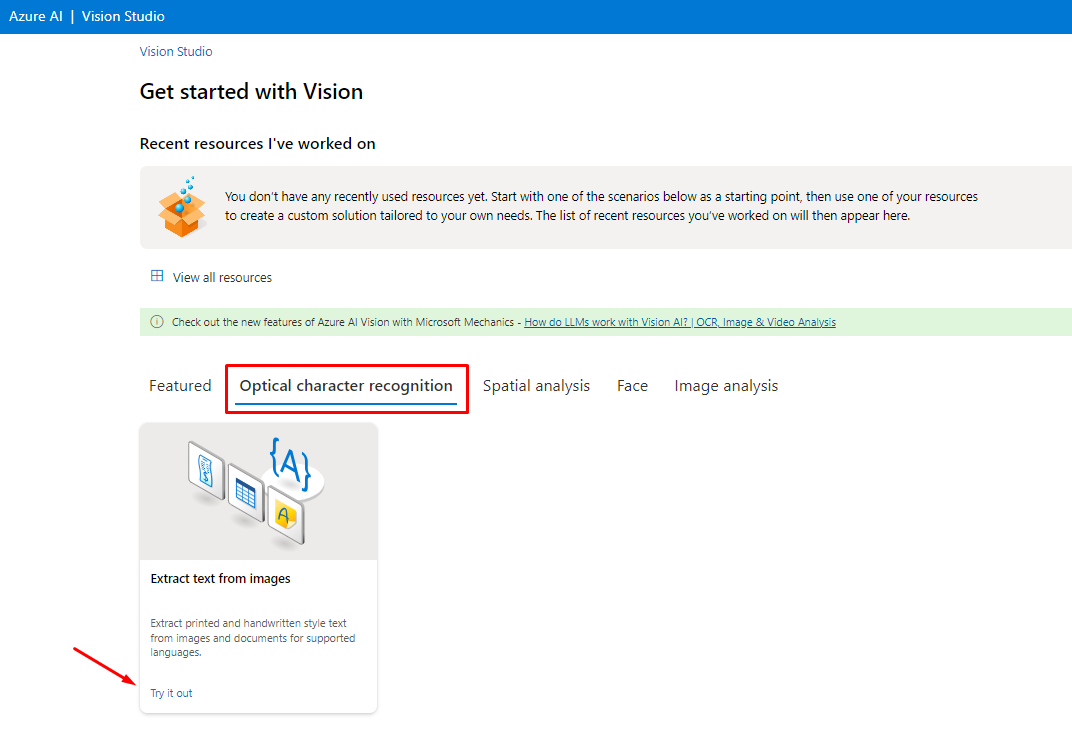 Azure AI | Vision Studio
Vision Studio
Get started with Vision
Recent resources I've worked on
You don't have any recently used resources yet. Start with one of the scenarios below as a starting point, then use one of your resources
to create a custom solution tailored to your own needs. The list of recent resources you've worked on will then appear here.
View all resources
Check out the new features of Azure AI Vision with Microsoft Mechanics - How do LLMs work with Vision AI? | OCR, Image & Video Analysis
Featured Optical character recognition Spatial analysis Face Image analysis
{A}
A
Extract text from images
Extract printed and handwritten style text
from images and documents for supported
languages.
Try it out